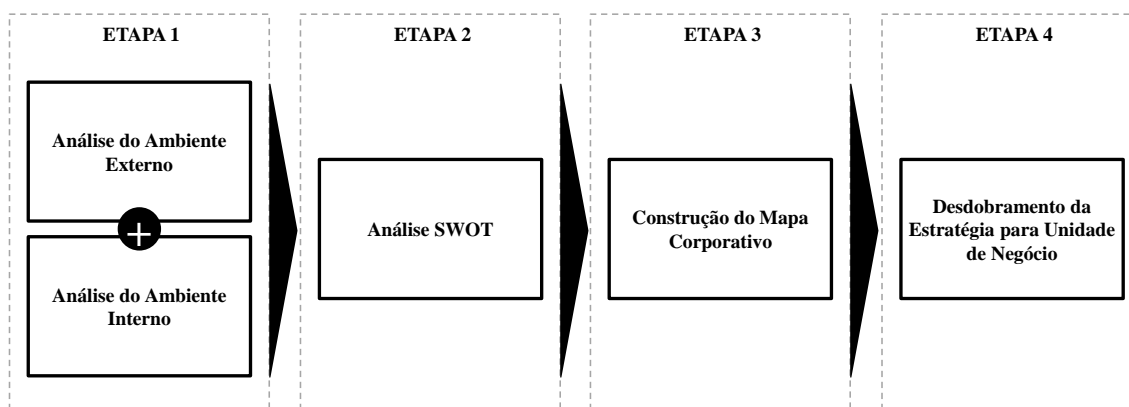 ETAPA 1
Análise do Ambiente
Externo
+
Análise do Ambiente
Interno
ETAPA 2
Análise SWOT
ETAPA 3
Construção do Mapa
Corporativo
ETAPA 4
Desdobramento da
Estratégia para Unidade
de Negócio